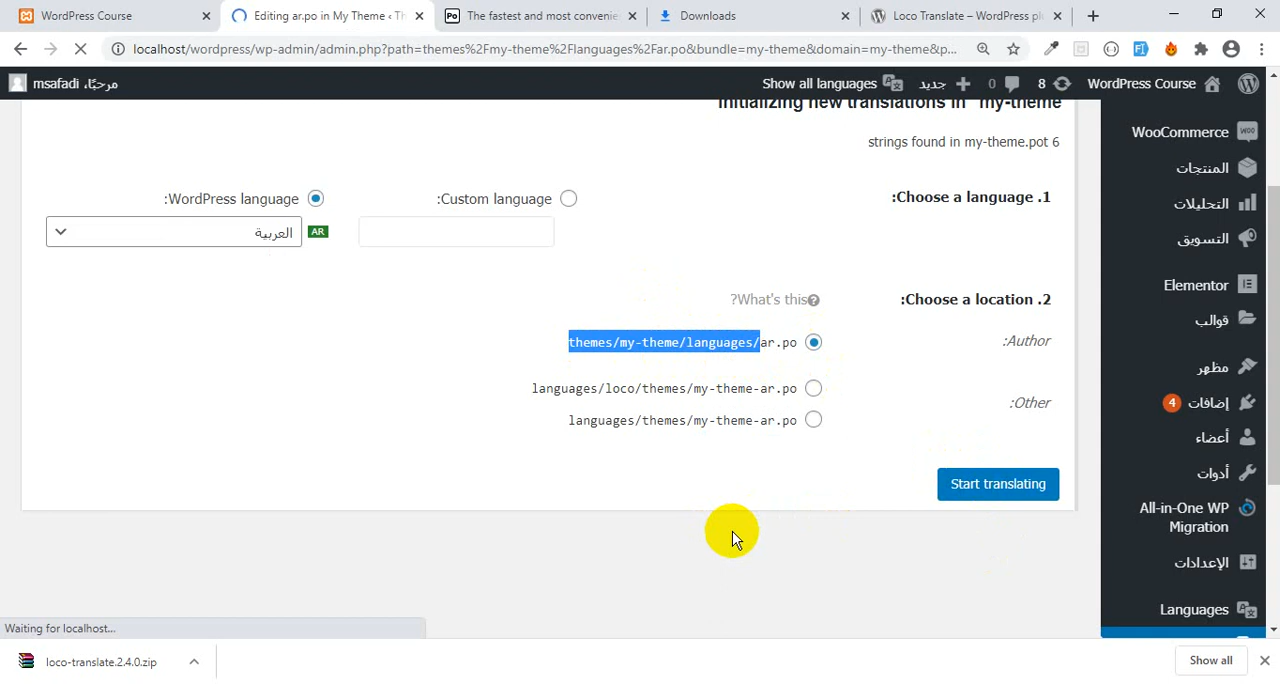 WordPress Course
Editing ar.po in My Theme ‹ Th
The fastest and most convenie
Downloads
Loco Translate – WordPress pl
localhost/wordpress/wp-admin/admin.php?path=themes%2Fmy-theme%2Flanguages%2Far.po&bundle=my-theme&domain=my-theme&p...
WordPress Course
8
0
جديد
Show all languages
مرحبًا، msafadi
Initializing new translations in "my-theme
strings found in my-theme.pot 6
:Choose a language .1
:Custom language
:WordPress language
AR
العربية
:Choose a location .2
?What's this
:Author
themes/my-theme/languages/ar.po
:Other
languages/loco/themes/my-theme-ar.po
languages/themes/my-theme-ar.po
Start translating
WooCommerce
المنتجات
التحليلات
التسويق
Elementor
قوالب
مظهر
إضافات 4
أعضاء
أدوات
All-in-One WP
Migration
الإعدادات
Languages
Waiting for localhost...
loco-translate.2.4.0.zip
Show all